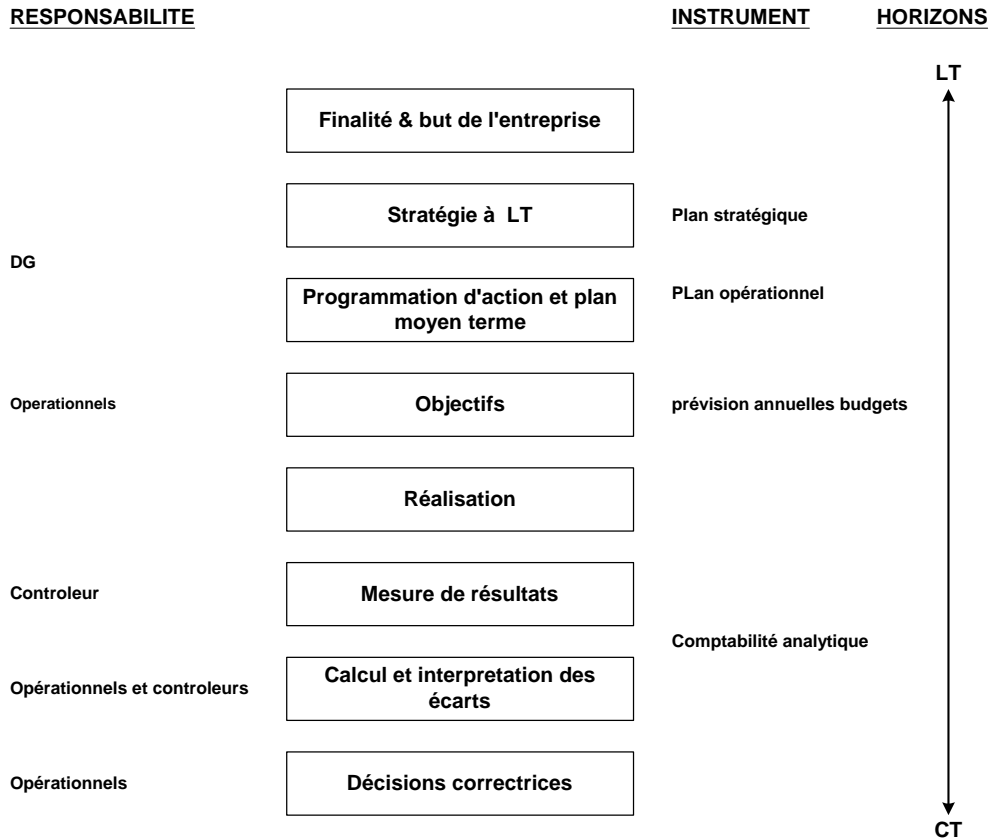 RESPONSABILITE
INSTRUMENT
HORIZONS
LT
Finalité & but de l'entreprise
Stratégie à LT
Plan stratégique
DG
Programmation d'action et plan
moyen terme
PLan opérationnel
Operationnels
Objectifs
prévision annuelles budgets
Réalisation
Controleur
Mesure de résultats
Comptabilité analytique
Opérationnels et controleurs
Calcul et interpretation des
écarts
Opérationnels
Décisions correctrices
CT